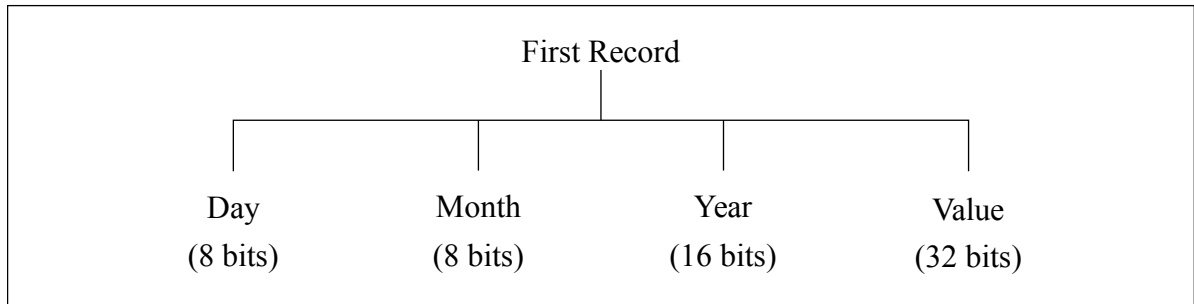 First Record
Day Month Year Value
(8 bits) (8 bits) (16 bits) (32 bits)